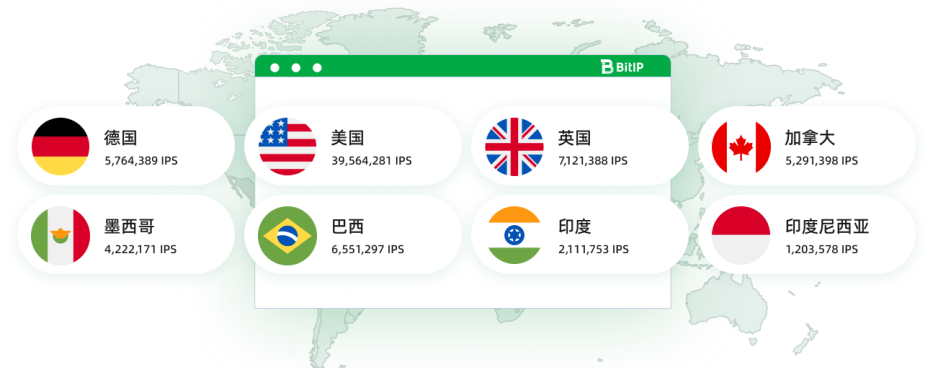 BitIP
德国
5,764,389 IPS
美国
39,564,281 IPS
英国
7,121,388 IPS
加拿大
5,291,398 IPS
墨西哥
4,222,171 IPS
巴西
6,551,297 IPS
印度
2,111,753 IPS
印度尼西亚
1,203,578 IPS